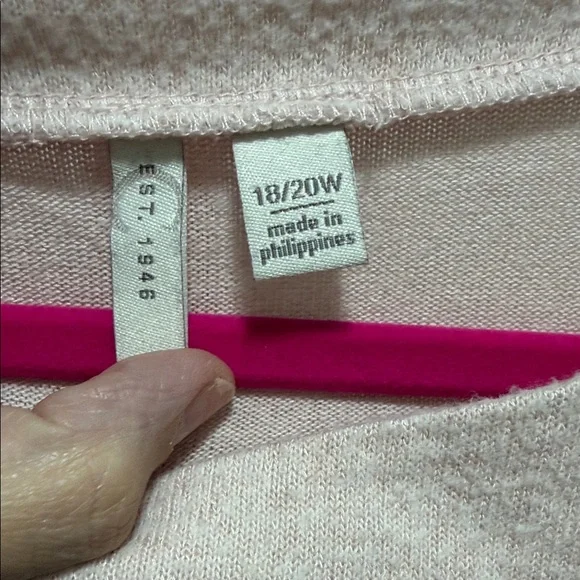 EST. 1946
18/20W
made in
philippines